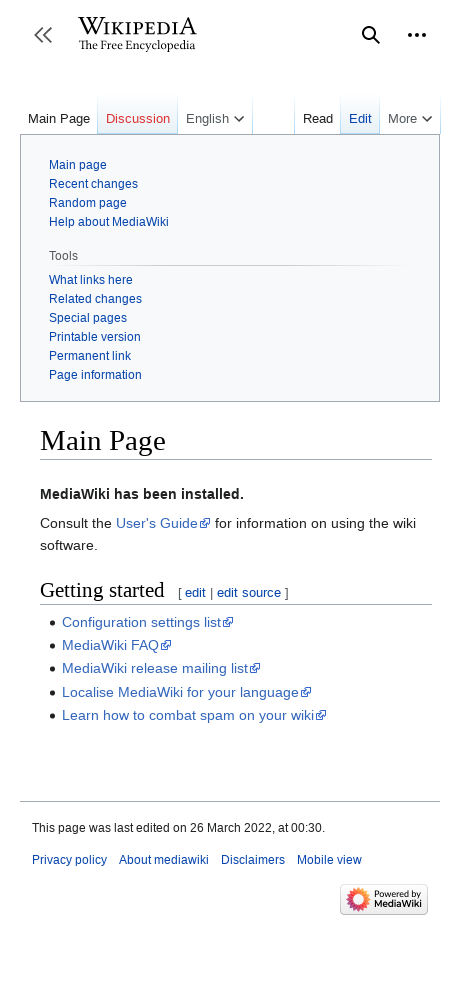 WIKIPEDIA
The Free Encyclopedia
Main Page Discussion English Read Edit More
Main page
Recent changes
Random page
Help about MediaWiki
Tools
What links here
Related changes
Special pages
Printable version
Permanent link
Page information
Main Page
MediaWiki has been installed.
Consult the User's Guide for information on using the wiki
software.
Getting started [ edit | edit source ]
Configuration settings list
MediaWiki FAQ
MediaWiki release mailing list
Localise MediaWiki for your language
Learn how to combat spam on your wiki
This page was last edited on 26 March 2022, at 00:30.
Privacy policy About mediawiki Disclaimers Mobile view
Powered by
MediaWiki